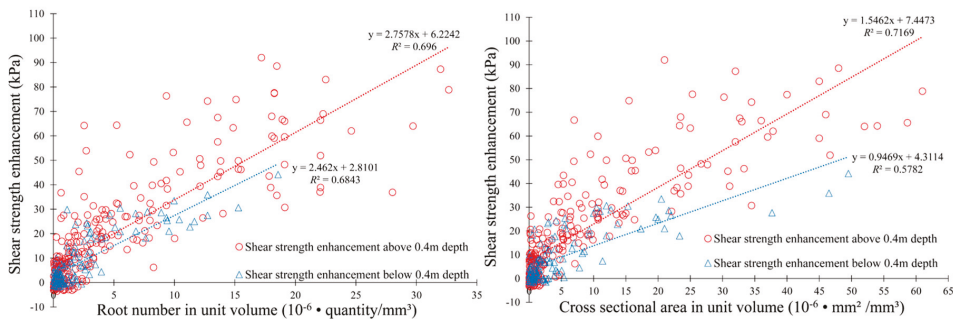 Shear strength enhancement (kPa)
110
100
90
80
70
60
50
40
30
20
10
0
-10
y = 2.7578x + 6.2242
R² = 0.696
y = 2.462x + 2.8101
R² = 0.6843
Shear strength enhancement above 0.4m depth
Shear strength enhancement below 0.4m depth
5
10
15
20
25
30
35
Root number in unit volume (10⁻⁶ • quantity/mm³)
Shear strength enhancement (kPa)
110
100
90
80
70
60
50
40
30
20
10
0
-10
y = 1.5462x + 7.4473
R² = 0.7169
y = 0.9469x + 4.3114
R² = 0.5782
Shear strength enhancement above 0.4m depth
Shear strength enhancement below 0.4m depth
5
10
15
20
25
30
35
40
45
50
55
60
65
Cross sectional area in unit volume (10⁻⁶ • mm² /mm³)